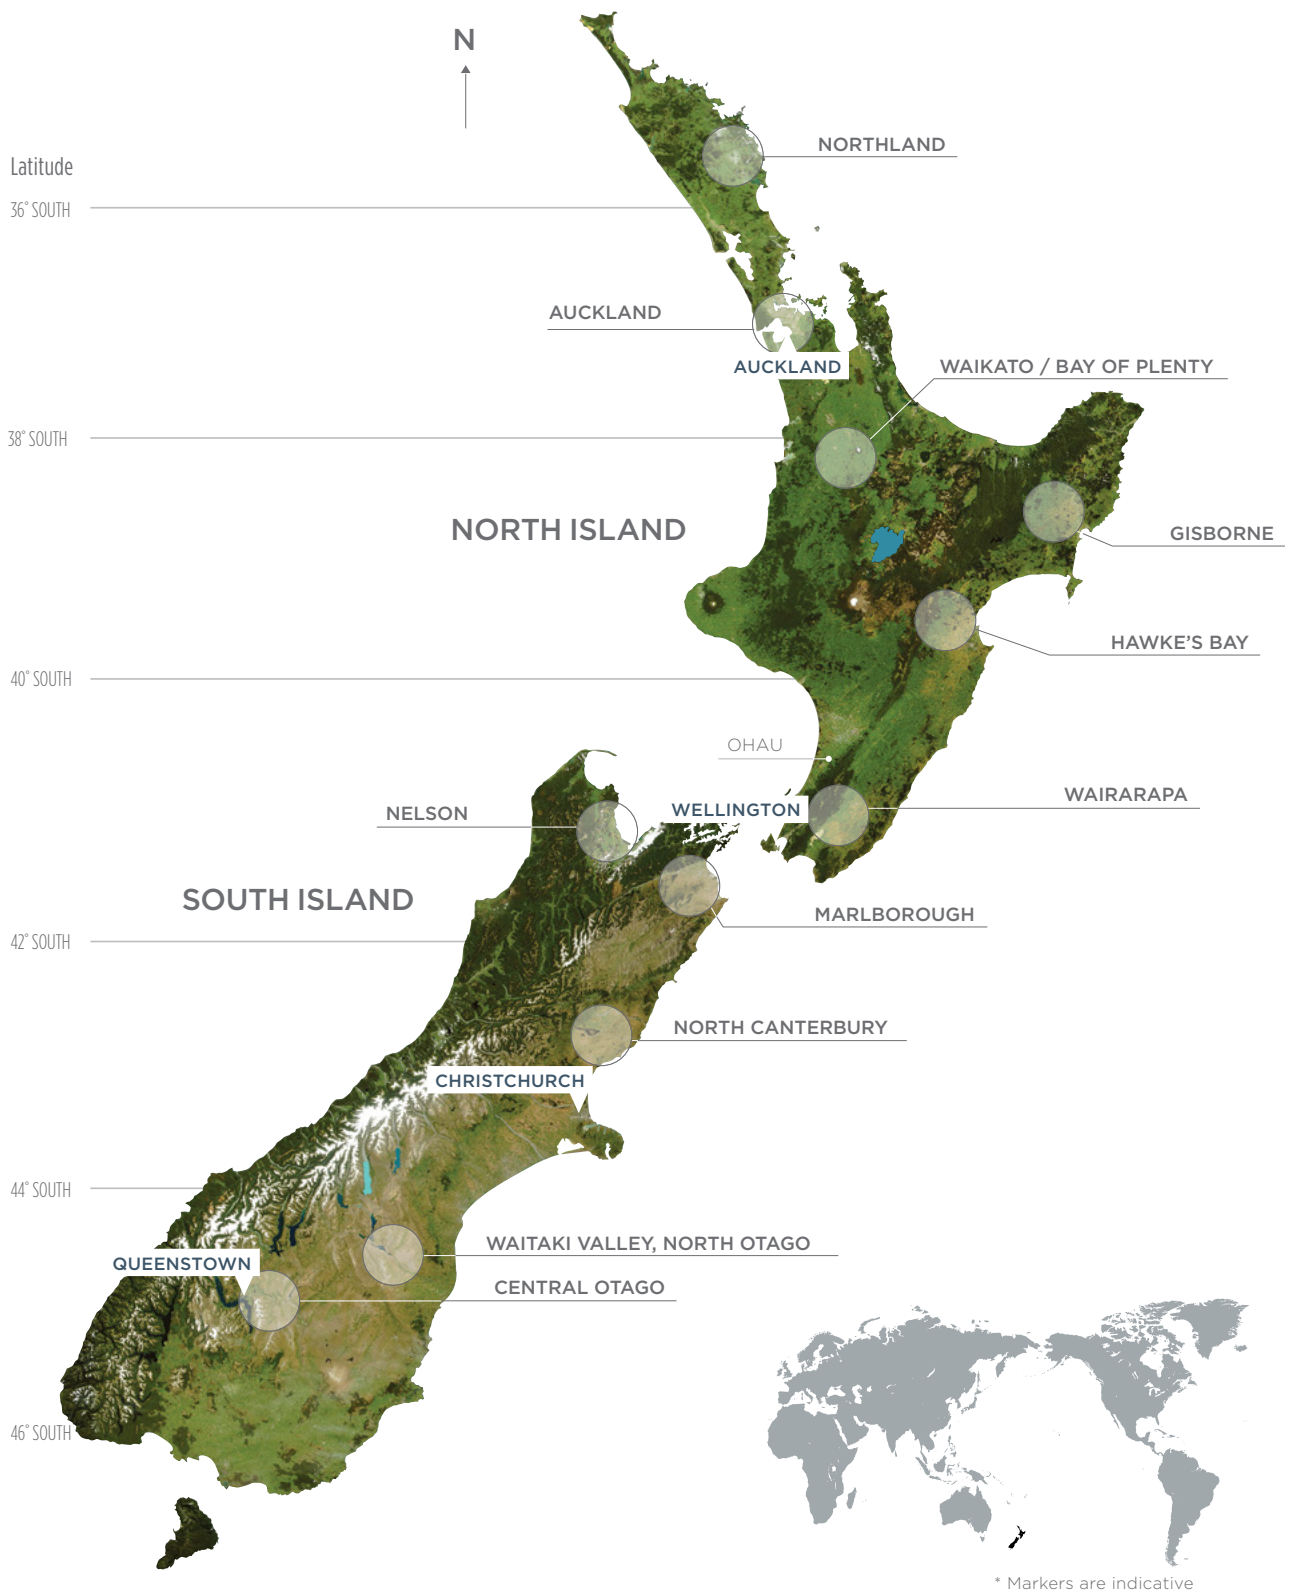 N
NORTHLAND
Latitude
36° SOUTH
AUCKLAND
AUCKLAND
WAIKATO / BAY OF PLENTY
38° SOUTH
NORTH ISLAND
GISBORNE
HAWKE'S BAY
40° SOUTH
OHAU
WAIRARAPA
WELLINGTON
NELSON
SOUTH ISLAND
MARLBOROUGH
42° SOUTH
NORTH CANTERBURY
CHRISTCHURCH
44° SOUTH
WAITAKI VALLEY, NORTH OTAGO
QUEENSTOWN
CENTRAL OTAGO
46° SOUTH
* Markers are indicative